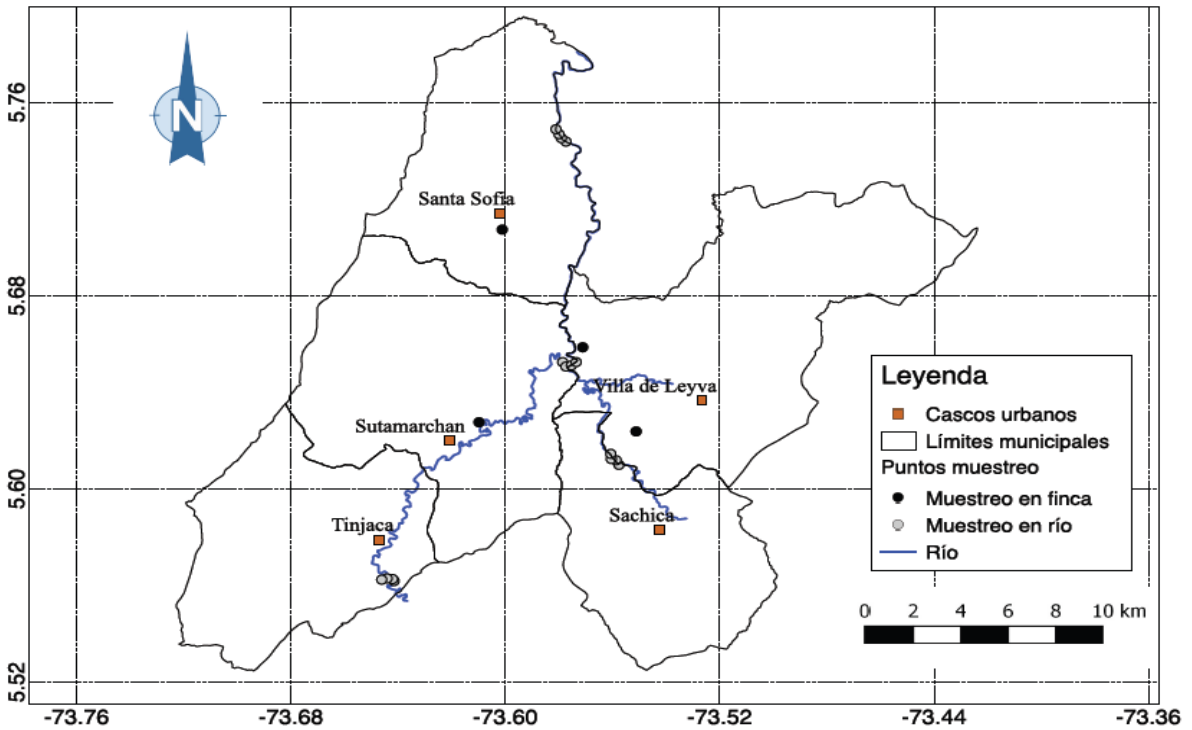 N
5.76
5.68
5.60
5.52
Santa Sofia
Villa de Leyva
Sutamarchan
Tinjaca
Sachica
Leyenda
Cascos urbanos
Límites municipales
Puntos muestreo
Muestreo en finca
Muestreo en río
Río
0 2 4 6 8 10 km
-73.76 -73.68 -73.60 -73.52 -73.44 -73.36